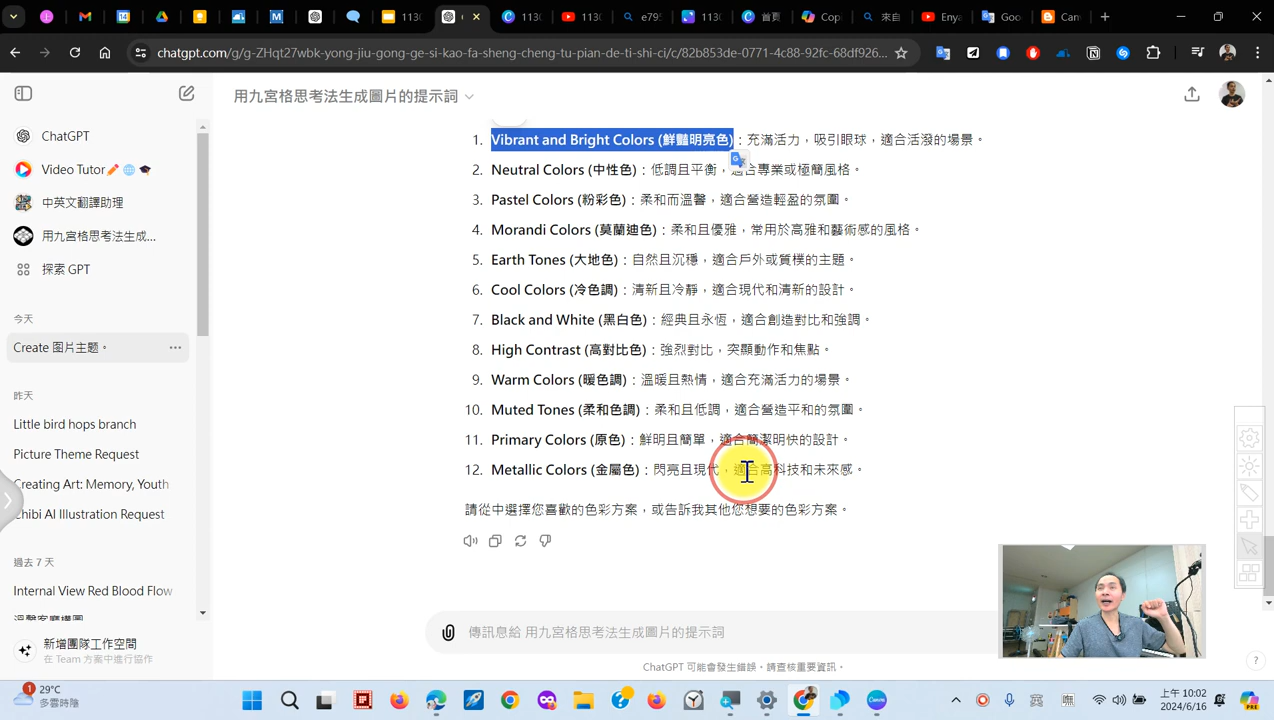 113C
113C
e795
113C
首頁
Cop
來自
Enya
Goo
Can
chatgpt.com/g/g-ZHqt27wbk-yong-jiu-gong-ge-si-kao-fa-sheng-cheng-tu-pian-de-ti-shi-ci/c/82b853de-0771-4c88-92fc-68df926...
用九宮格思考法生成圖片的提示詞
ChatGPT
Video Tutor
中英文翻譯助理
用九宮格思考法生成...
探索 GPT
今天
Create 图片主题。
昨天
Little bird hops branch
Picture Theme Request
Creating Art: Memory, Youth
Chibi AI Illustration Request
過去 7 天
Internal View Red Blood Flow
溫馨客廳構圖
新增團隊工作空間
在 Team 方案中進行協作
1. Vibrant and Bright Colors (鮮豔明亮色)：充滿活力，吸引眼球，適合活潑的場景。
2. Neutral Colors (中性色)：低調且平衡，適合專業或極簡風格。
3. Pastel Colors (粉彩色)：柔和而溫馨，適合營造輕盈的氛圍。
4. Morandi Colors (莫蘭迪色)：柔和且優雅，常用於高雅和藝術感的風格。
5. Earth Tones (大地色)：自然且沉穩，適合戶外或質樸的主題。
6. Cool Colors (冷色調)：清新且冷靜，適合現代和清新的設計。
7. Black and White (黑白色)：經典且永恆，適合創造對比和強調。
8. High Contrast (高對比色)：強烈對比，突顯動作和焦點。
9. Warm Colors (暖色調)：溫暖且熱情，適合充滿活力的場景。
10. Muted Tones (柔和色調)：柔和且低調，適合營造平和的氛圍。
11. Primary Colors (原色)：鮮明且簡單，適合簡潔明快的設計。
12. Metallic Colors (金屬色)：閃亮且現代，適合高科技和未來感。
請從中選擇您喜歡的色彩方案，或告訴我其他您想要的色彩方案。
傳訊息給 用九宮格思考法生成圖片的提示詞
ChatGPT 可能會發生錯誤。請查核重要資訊。
?
1
29°C
多雲時陰
英
上午 10:02
2024/6/16